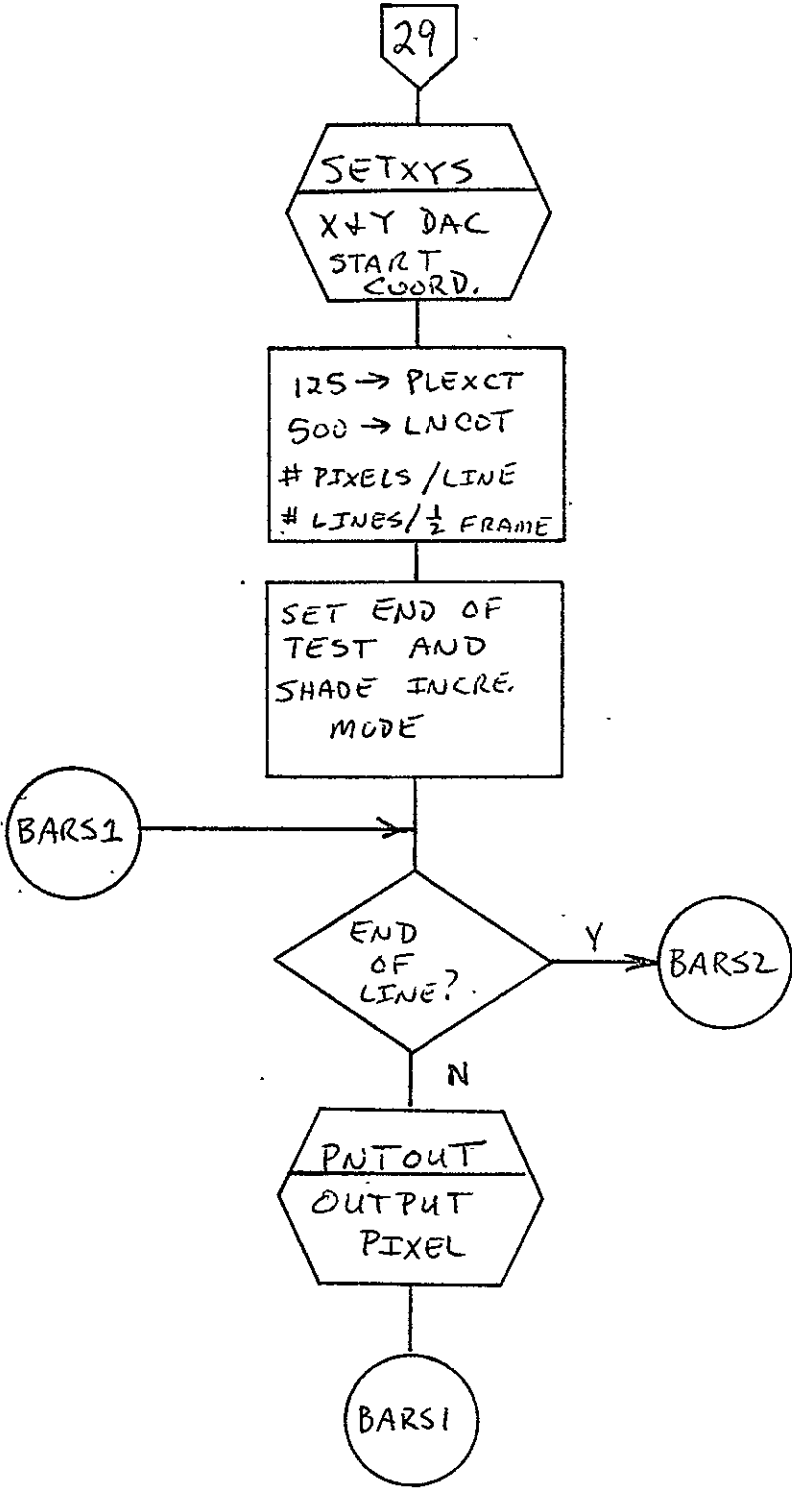 29
SETXYS
X & Y DAC
START
COORD.
125 → PLEXCT
500 → LNCOT
# PIXELS / LINE
# LINES / ½ FRAME
SET END OF
TEST AND
SHADE INCRE.
MODE
BARS1
END
OF
LINE?
Y
BARS2
N
PNTOUT
OUTPUT
PIXEL
BARS1